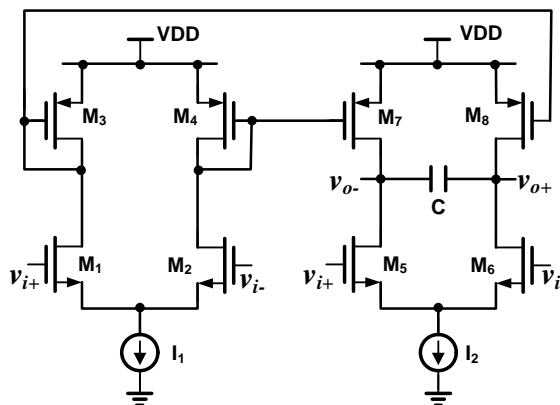 VDD VDD
M3 M4 M7 M8
vo- vo+
C
M1 M2 M5 M6
vi+ vi- vi+ vi
I1 I2